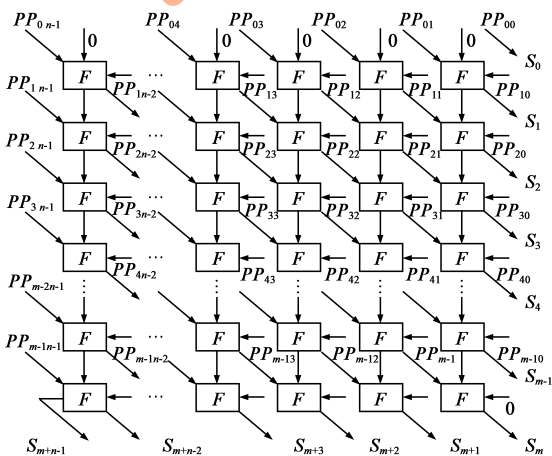 PP0 n-1 PP04 PP03 PP02 PP01 PP00
0 0 0 0 0
S0
F ... F F F F
PP1n-2 PP13 PP12 PP11 PP10
PP1 n-1 S1
F ... F F F F
PP2n-2 PP23 PP22 PP21 PP20
PP2 n-1 S2
F ... F F F F
PP3n-2 PP33 PP32 PP31 PP30
PP3 n-1 S3
F ... F F F F
PP4n-2 PP43 PP42 PP41 PP40
PPm-2n-1 S4
F ... F F F F
PPm-1n-2 PPm-13 PPm-12 PPm-1 PPm-10
PPm-1n-1 Sm-1
F ... F F F F
0
Sm+n-1 Sm+n-2 Sm+3 Sm+2 Sm+1 Sm